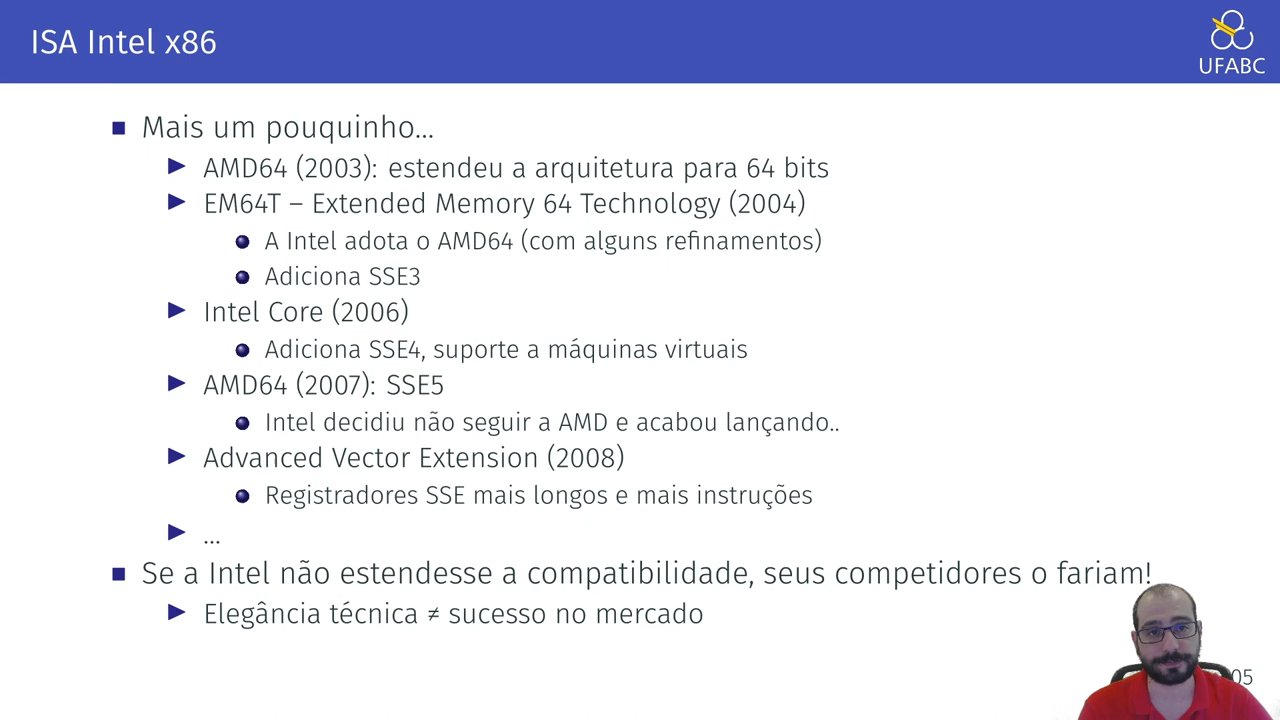 ISA Intel x86
UFABC
Mais um pouquinho...
AMD64 (2003): estendeu a arquitetura para 64 bits
EM64T – Extended Memory 64 Technology (2004)
A Intel adota o AMD64 (com alguns refinamentos)
Adiciona SSE3
Intel Core (2006)
Adiciona SSE4, suporte a máquinas virtuais
AMD64 (2007): SSE5
Intel decidiu não seguir a AMD e acabou lançando..
Advanced Vector Extension (2008)
Registradores SSE mais longos e mais instruções
...
Se a Intel não estendesse a compatibilidade, seus competidores o fariam!
Elegância técnica ≠ sucesso no mercado